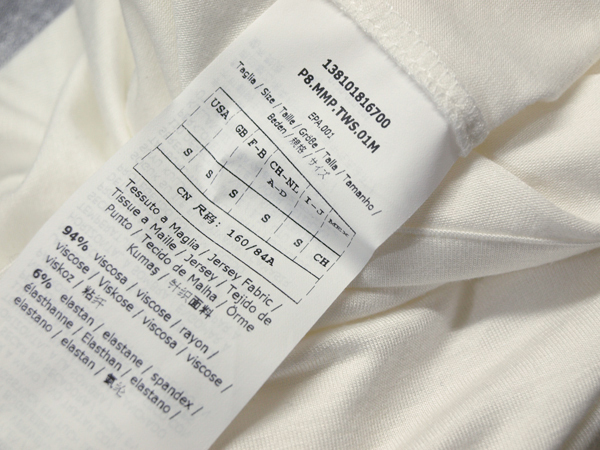 138101816700
P8.MMP.TWS.01M
EPA.001
Taglia / Size / Taille / Größe / Talla / Tamanho /
Beden / 規格 / サイズ
USA GB F-B CH-NL I-J MEX
A-D CH
S S S S S
CN 尺码: 160/84A
Tessuto a Maglia / Jersey Fabric /
Tissue a Maille / Jersey / Tejido de
Punto / Tecido de Malha / Örme
Kumaş / 针织面料
94% viscosa / viscose / rayon /
viscose / Viskose / viscosa / viscose /
viskoz / 粘纤
6% elastan / elastane / spandex /
élasthanne / Elasthan / elastano /
elastano / elastan / 氨纶